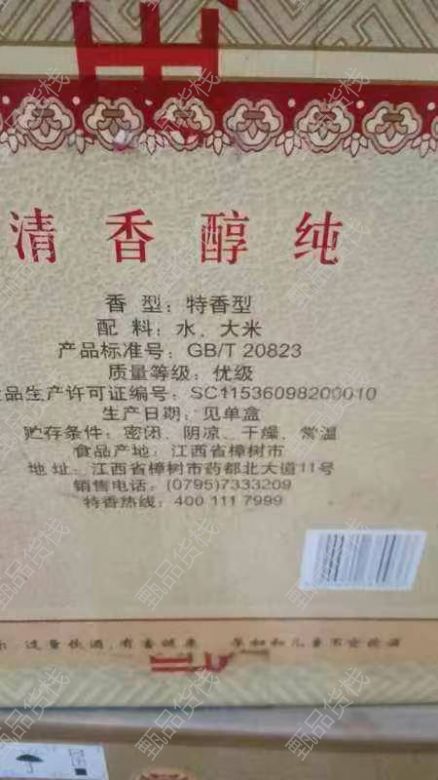 清香醇纯
香 型：特香型
配 料：水、大米
产品标准号：GB/T 20823
质量等级：优级
品生产许可证编号：SC11536098200010
生产日期：见单盒
贮存条件：密闭、阴凉、干燥、常温
食品产地：江西省樟树市
地 址：江西省樟树市药都北大道11号
销售电话：(0795)7333209
特香热线：400 111 7999
甄品货栈